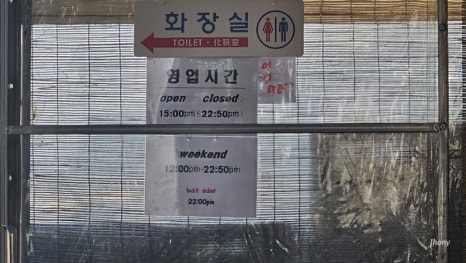 화장실
TOILET · 化粧室
영업시간
open closed
15:00pm-22:50pm
weekend
12:00pm-22:50pm
last oder
22:00pm
Jhony